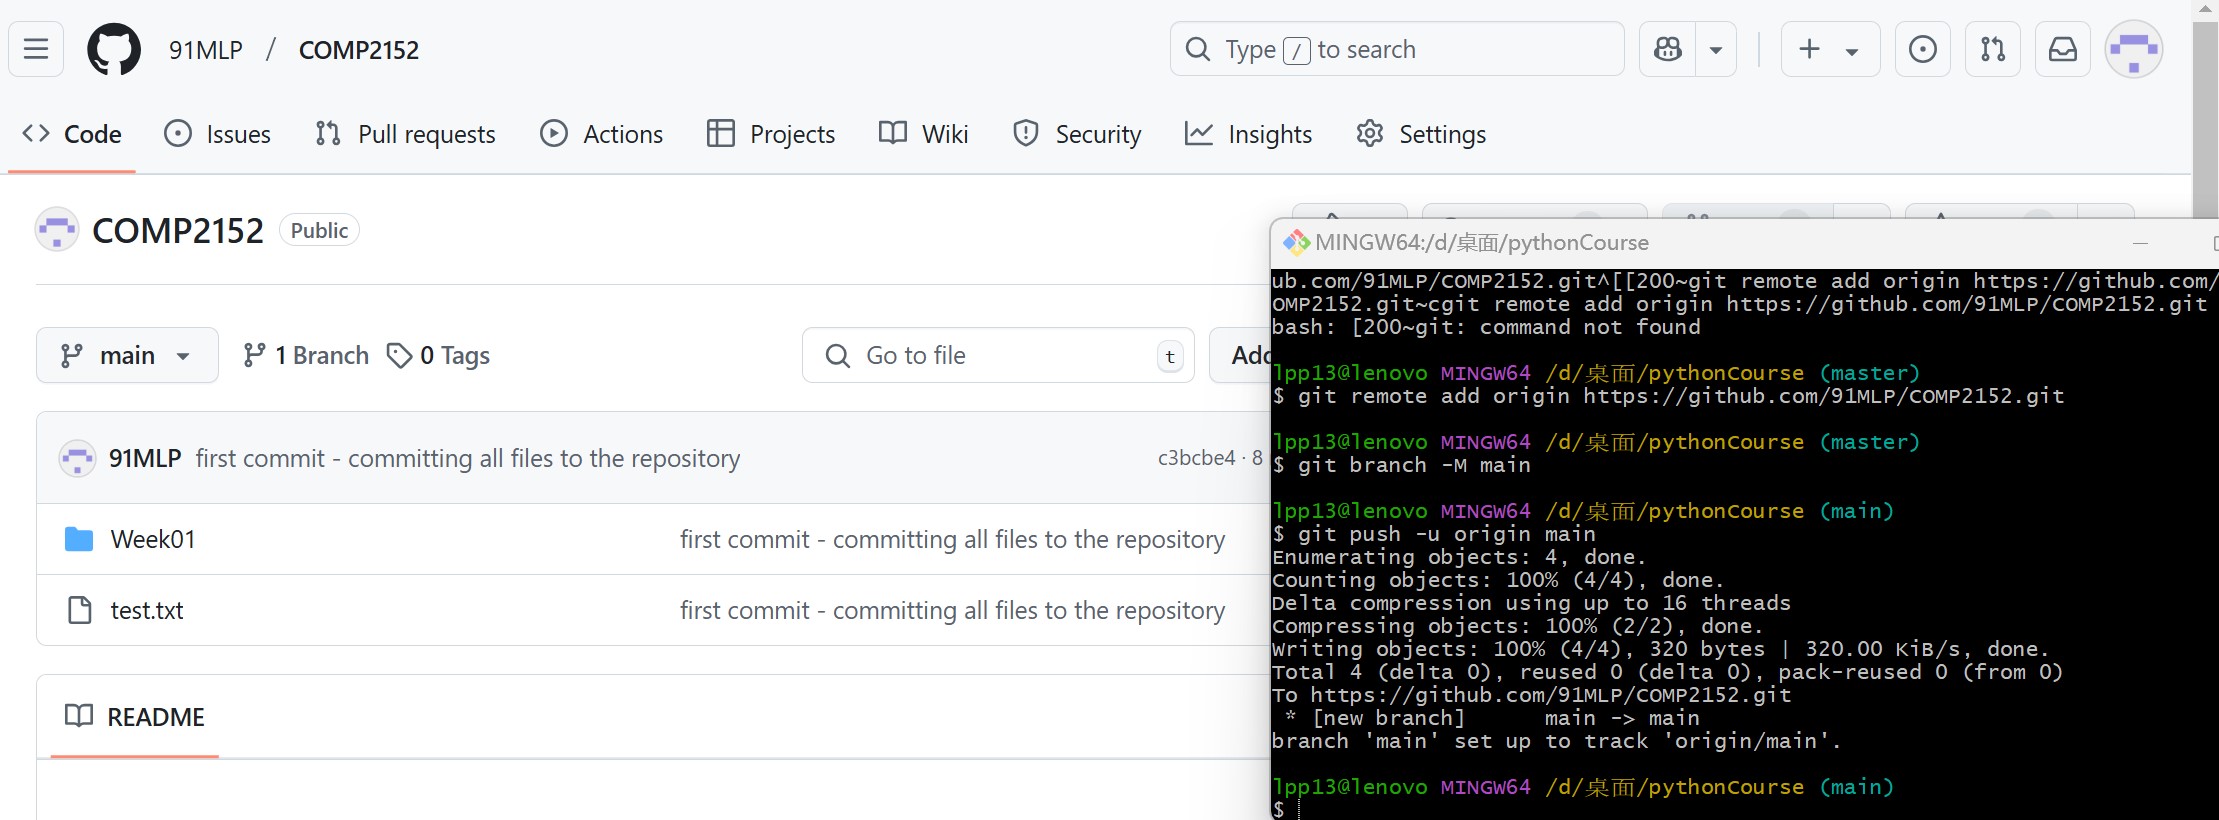 91MLP / COMP2152
Type / to search
Code
Issues
Pull requests
Actions
Projects
Wiki
Security
Insights
Settings
COMP2152
Public
main
1 Branch
0 Tags
Go to file
t
Add
91MLP first commit - committing all files to the repository c3bcbe4 · 8
Week01 first commit - committing all files to the repository
test.txt first commit - committing all files to the repository
README
MINGW64:/d/桌面/pythonCourse
ub.com/91MLP/COMP2152.git^[[200~git remote add origin https://github.com/
OMP2152.git~cgit remote add origin https://github.com/91MLP/COMP2152.git
bash: [200~git: command not found
lpp13@lenovo MINGW64 /d/桌面/pythonCourse (master)
$ git remote add origin https://github.com/91MLP/COMP2152.git
lpp13@lenovo MINGW64 /d/桌面/pythonCourse (master)
$ git branch -M main
lpp13@lenovo MINGW64 /d/桌面/pythonCourse (main)
$ git push -u origin main
Enumerating objects: 4, done.
Counting objects: 100% (4/4), done.
Delta compression using up to 16 threads
Compressing objects: 100% (2/2), done.
Writing objects: 100% (4/4), 320 bytes | 320.00 KiB/s, done.
Total 4 (delta 0), reused 0 (delta 0), pack-reused 0 (from 0)
To https://github.com/91MLP/COMP2152.git
 * [new branch]      main -> main
branch 'main' set up to track 'origin/main'.
lpp13@lenovo MINGW64 /d/桌面/pythonCourse (main)
$